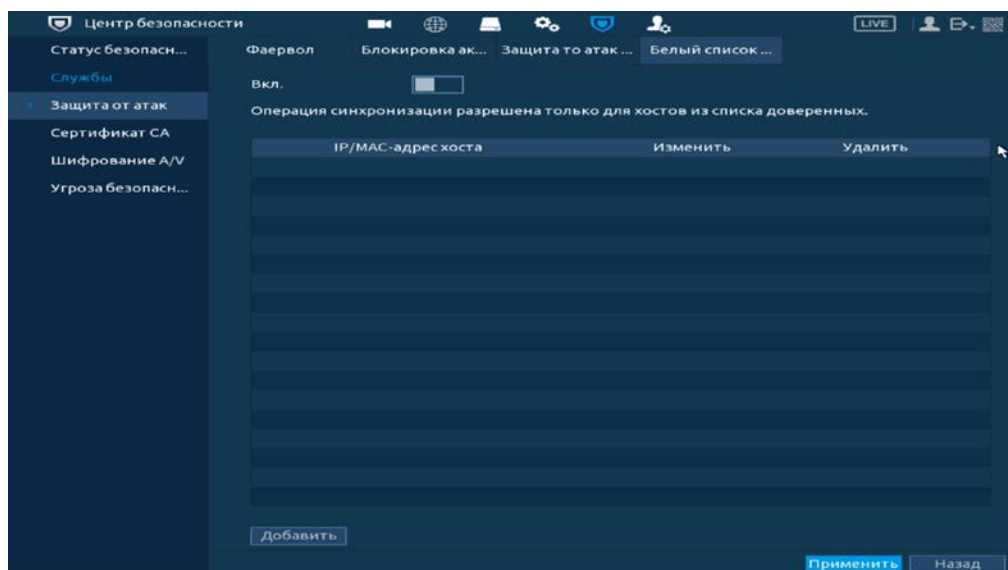 Центр безопасности
LIVE
Статус безопасн...
Службы
Защита от атак
Сертификат CA
Шифрование A/V
Угроза безопасн...
Фаервол
Блокировка ак...
Защита то атак ...
Белый список ...
Вкл.
Операция синхронизации разрешена только для хостов из списка доверенных.
IP/MAC-адрес хоста
Изменить
Удалить
Добавить
Применить
Назад